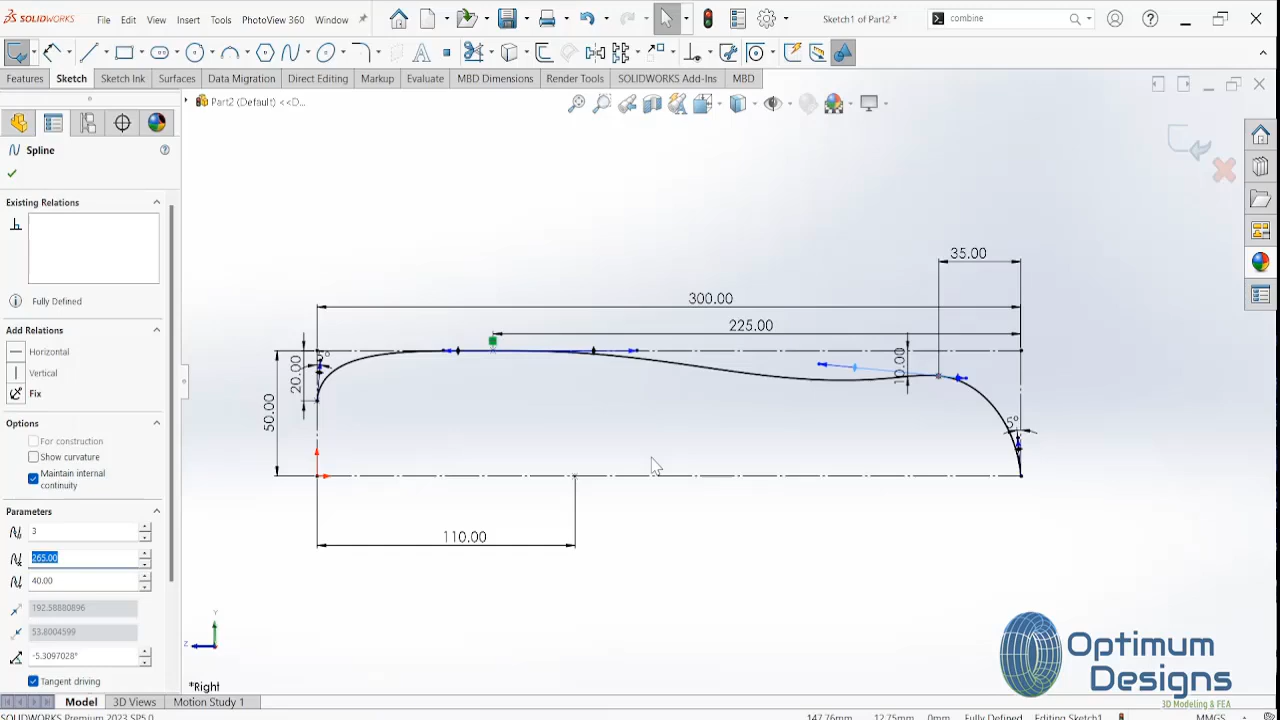 SOLIDWORKS
File Edit View Insert Tools PhotoView 360 Window
Sketch1 of Part2 *
combine
Features Sketch Sketch Ink Surfaces Data Migration Direct Editing Markup Evaluate MBD Dimensions Render Tools SOLIDWORKS Add-Ins MBD
Part2 (Default) <<D...
Spline
Existing Relations
Fully Defined
Add Relations
Horizontal
Vertical
Fix
Options
For construction
Show curvature
Maintain internal
continuity
Parameters
3
265.00
40.00
192.58880896
53.8004599
-5.3097028°
Tangent driving
35.00
300.00
225.00
10.00
20.00
5°
50.00
5°
110.00
Y
Z
*Right
Optimum
Designs
3D Modeling & FEA
Model 3D Views Motion Study 1
SOLIDWORKS Premium 2023 SP5.0
147.76mm 12.75mm 0mm Fully Defined Editing Sketch1 MMGS